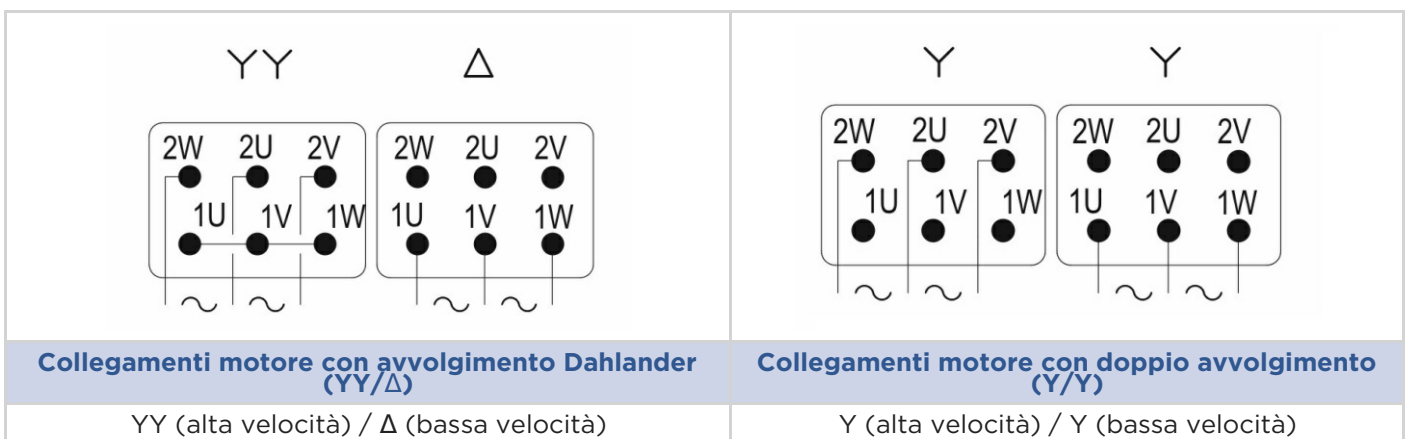 YY Δ
2W 2U 2V 2W 2U 2V
1U 1V 1W 1U 1V 1W
Collegamenti motore con avvolgimento Dahlander
(YY/Δ)
YY (alta velocità) / Δ (bassa velocità)
Y Y
2W 2U 2V 2W 2U 2V
1U 1V 1W 1U 1V 1W
Collegamenti motore con doppio avvolgimento
(Y/Y)
Y (alta velocità) / Y (bassa velocità)